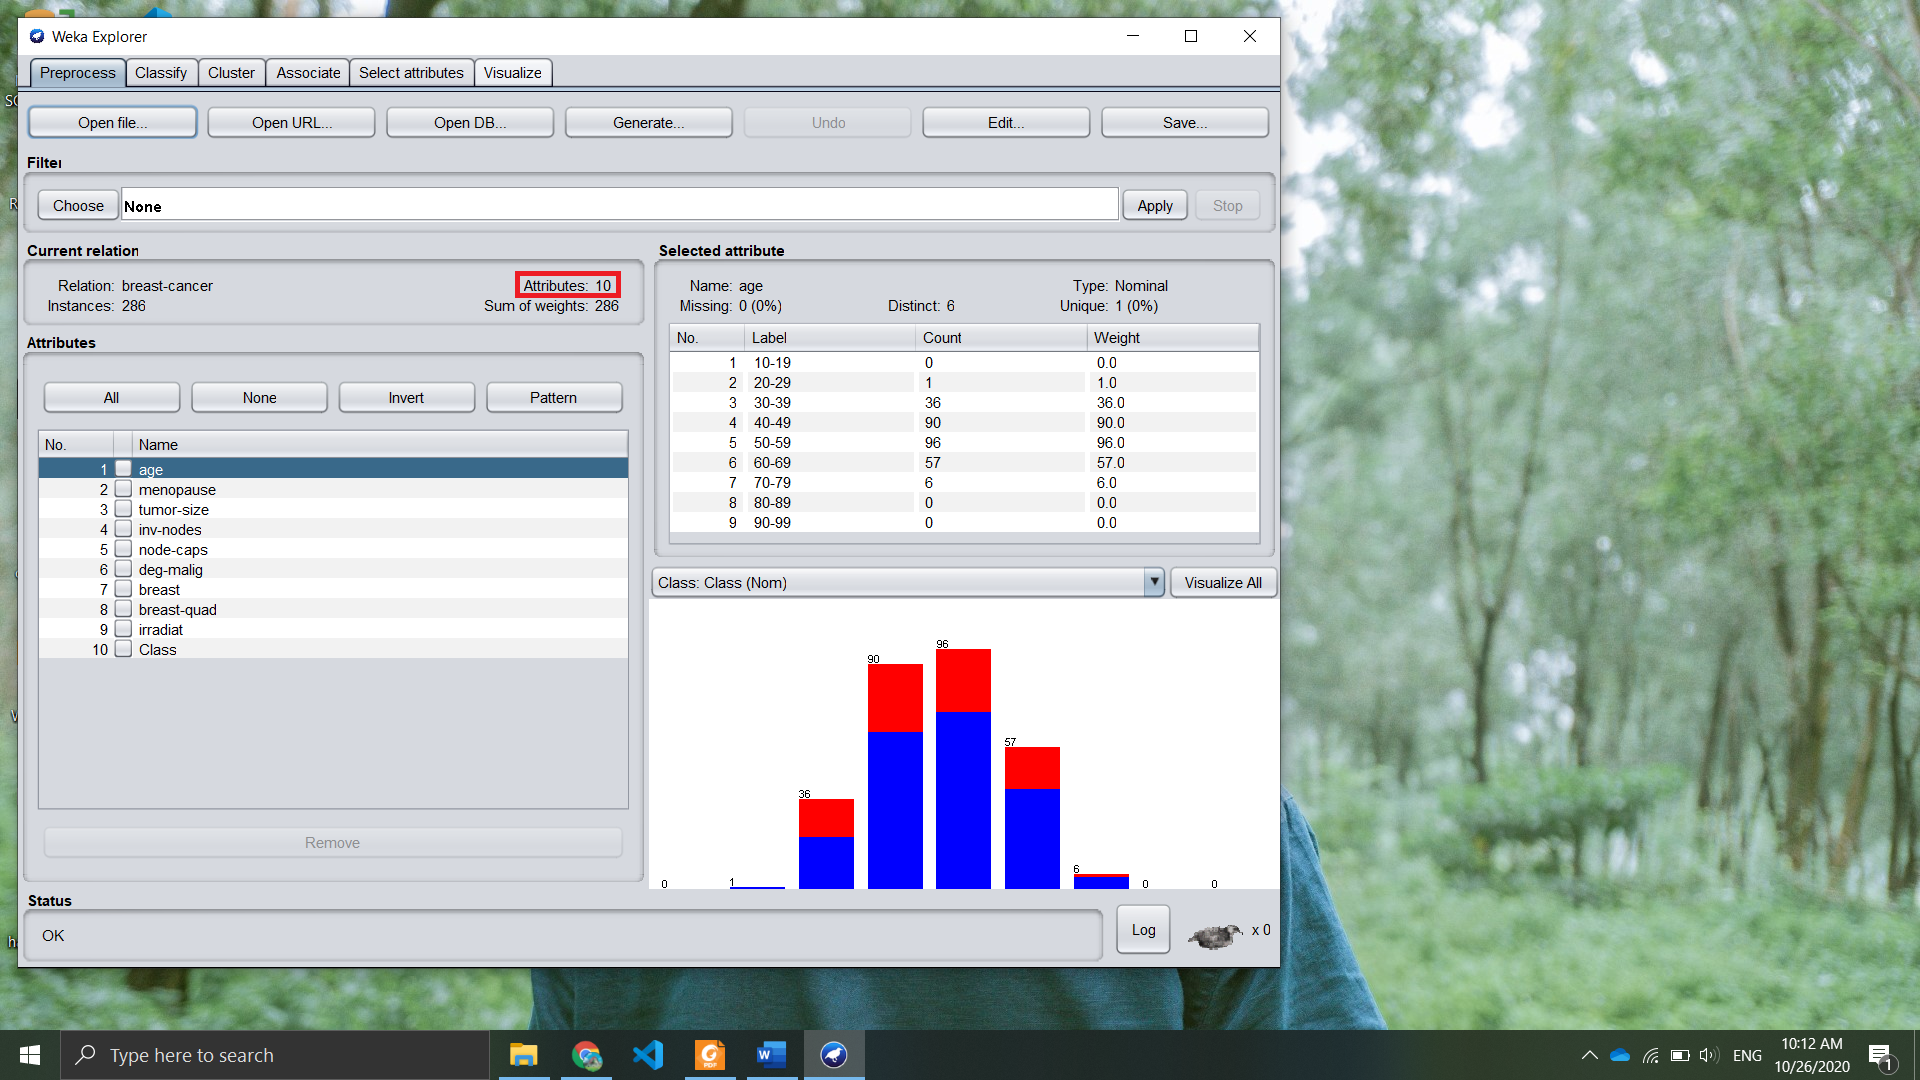 Weka Explorer
Preprocess Classify Cluster Associate Select attributes Visualize
Open file... Open URL... Open DB... Generate... Undo Edit... Save...
Filter
Choose None Apply Stop
Current relation
Relation: breast-cancer Attributes: 10
Instances: 286 Sum of weights: 286
Attributes
All None Invert Pattern
No. Name
1 age
2 menopause
3 tumor-size
4 inv-nodes
5 node-caps
6 deg-malig
7 breast
8 breast-quad
9 irradiat
10 Class
Remove
Selected attribute
Name: age Type: Nominal
Missing: 0 (0%) Distinct: 6 Unique: 1 (0%)
No. Label Count Weight
1 10-19 0 0.0
2 20-29 1 1.0
3 30-39 36 36.0
4 40-49 90 90.0
5 50-59 96 96.0
6 60-69 57 57.0
7 70-79 6 6.0
8 80-89 0 0.0
9 90-99 0 0.0
Class: Class (Nom) Visualize All
0 1 36 90 96 57 6 0 0
Status
OK
Log x 0
Type here to search
ENG
10:12 AM
10/26/2020
1